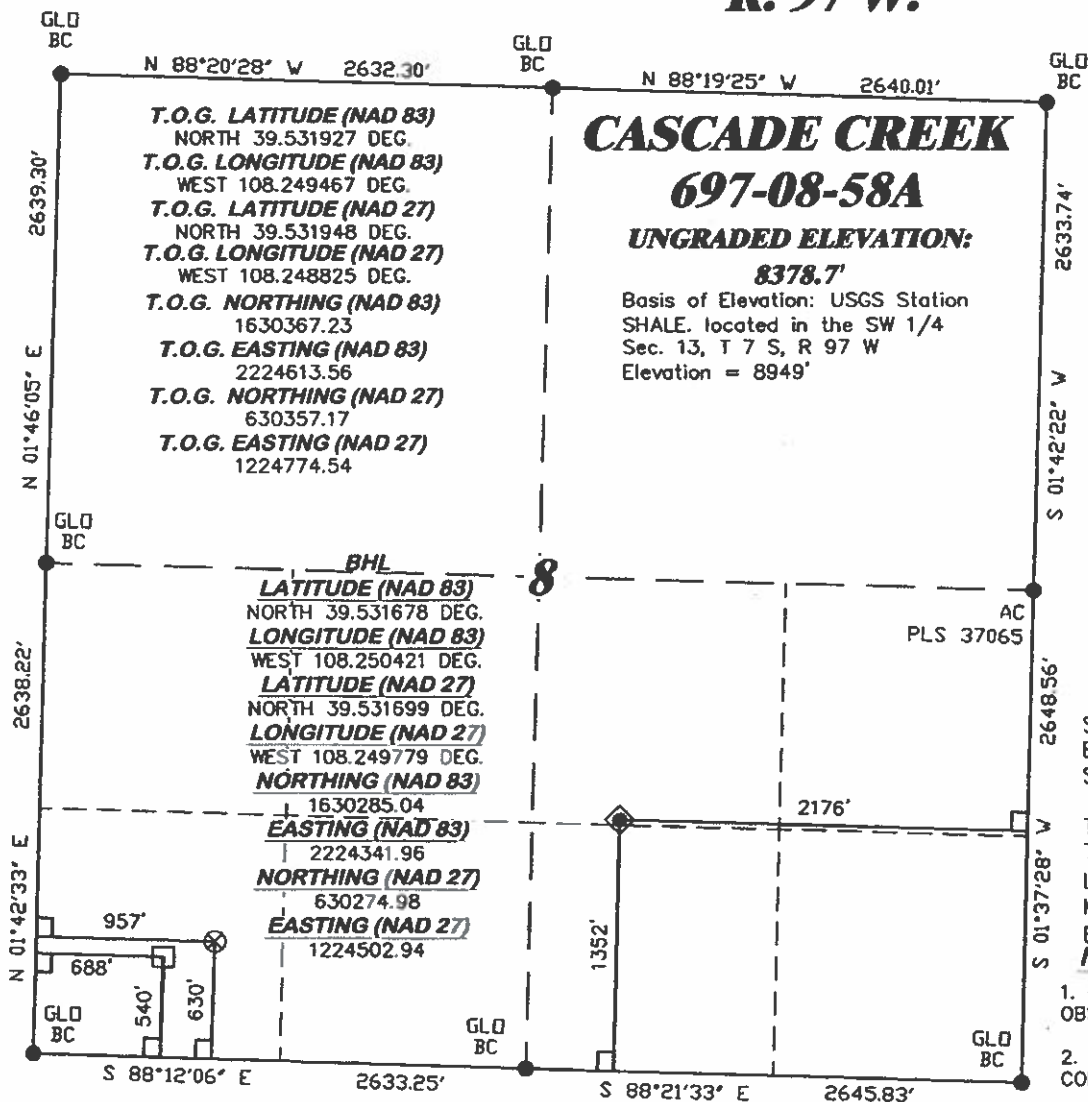 R. 97 W.
GLO
BC
N 88°20'28" W 2632.30'
GLO
BC
N 88°19'25" W 2640.01'
GLO
BC
T.O.G. LATITUDE (NAD 83)
NORTH 39.531927 DEG.
T.O.G. LONGITUDE (NAD 83)
WEST 108.249467 DEG.
T.O.G. LATITUDE (NAD 27)
NORTH 39.531948 DEG.
T.O.G. LONGITUDE (NAD 27)
WEST 108.248825 DEG.
T.O.G. NORTHING (NAD 83)
1630367.23
T.O.G. EASTING (NAD 83)
2224613.56
T.O.G. NORTHING (NAD 27)
630357.17
T.O.G. EASTING (NAD 27)
1224774.54
CASCADE CREEK
697-08-58A
UNGRADED ELEVATION:
8378.7'
Basis of Elevation: USGS Station
SHALE. located in the SW 1/4
Sec. 13, T 7 S, R 97 W
Elevation = 8949'
N 01°46'05" E 2639.30'
S 01°42'22" W 2633.74'
GLO
BC
8
AC
PLS 37065
BHL
LATITUDE (NAD 83)
NORTH 39.531678 DEG.
LONGITUDE (NAD 83)
WEST 108.250421 DEG.
LATITUDE (NAD 27)
NORTH 39.531699 DEG.
LONGITUDE (NAD 27)
WEST 108.249779 DEG.
NORTHING (NAD 83)
1630285.04
EASTING (NAD 83)
2224341.96
NORTHING (NAD 27)
630274.98
EASTING (NAD 27)
1224502.94
N 01°42'33" E 2638.22'
S 01°37'28" W 2648.56'
2176'
1352'
957'
688'
540'
630'
GLO
BC
S 88°12'06" E 2633.25'
GLO
BC
S 88°21'33" E 2645.83'
GLO
BC
1.
2.